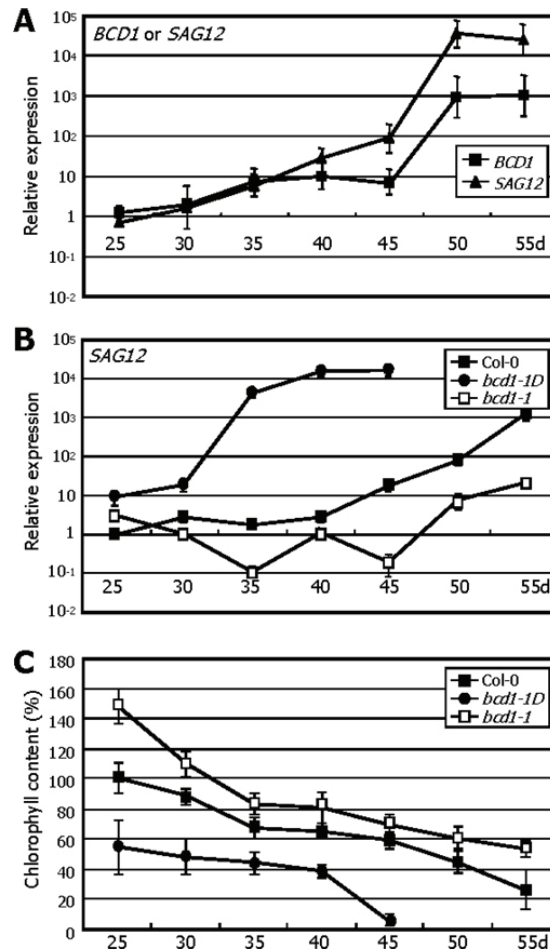 A
BCD1 or SAG12
Relative expression
10⁵
10⁴
10³
10²
10
1
10⁻¹
10⁻²
BCD1
SAG12
25 30 35 40 45 50 55d
B
SAG12
Relative expression
10⁵
10⁴
10³
10²
10
1
10⁻¹
10⁻²
Col-0
bcd1-1D
bcd1-1
25 30 35 40 45 50 55d
C
Chlorophyll content (%)
180
160
140
120
100
80
60
40
20
0
Col-0
bcd1-1D
bcd1-1
25 30 35 40 45 50 55d